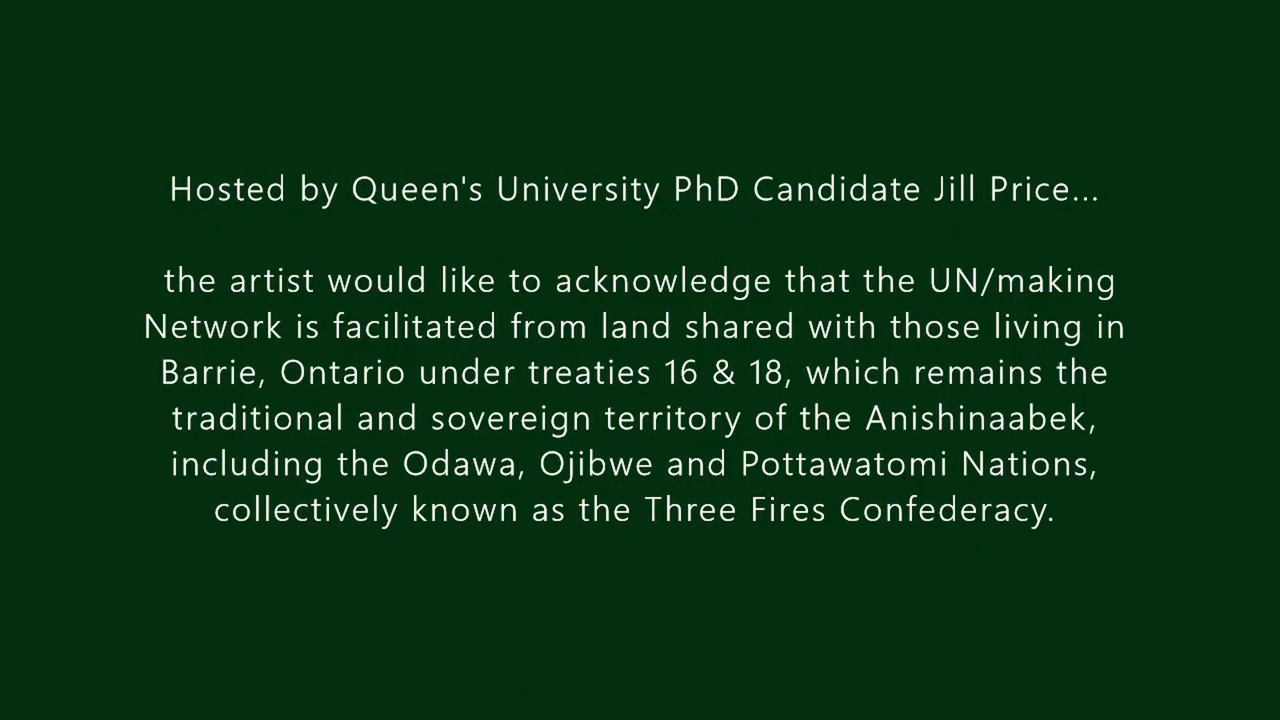 Hosted by Queen's University PhD Candidate Jill Price...
the artist would like to acknowledge that the UN/making
Network is facilitated from land shared with those living in
Barrie, Ontario under treaties 16 & 18, which remains the
traditional and sovereign territory of the Anishinaabek,
including the Odawa, Ojibwe and Pottawatomi Nations,
collectively known as the Three Fires Confederacy.